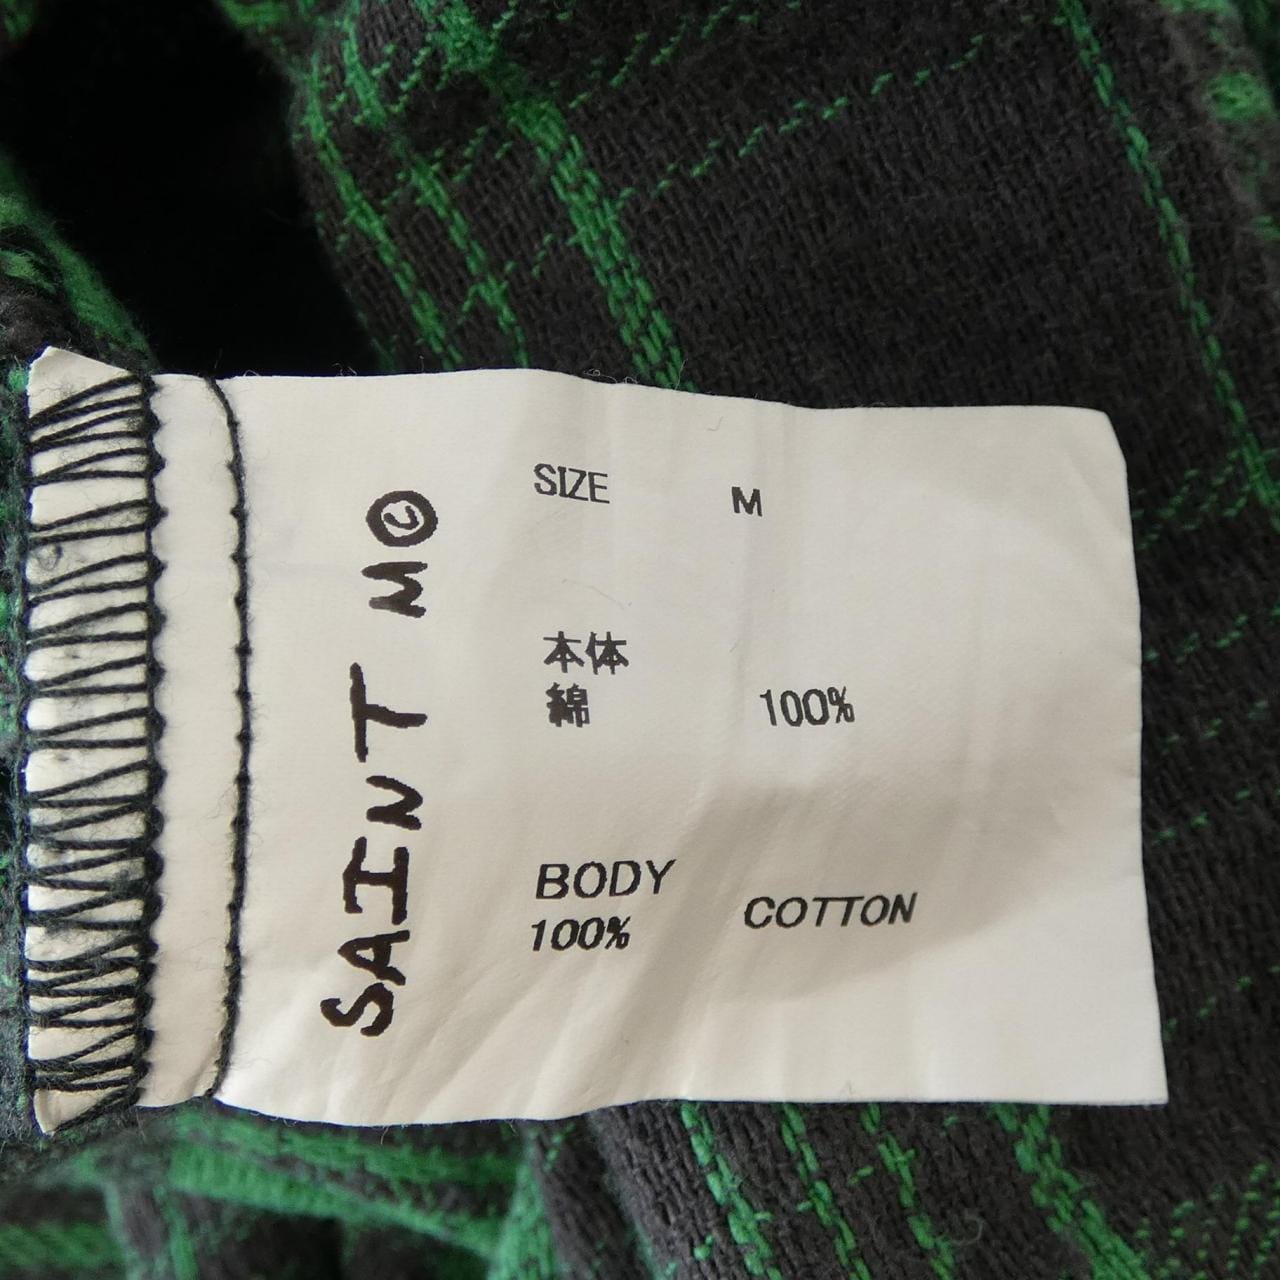 SAINT M©
SIZE M
本体
綿 100%
BODY
100% COTTON